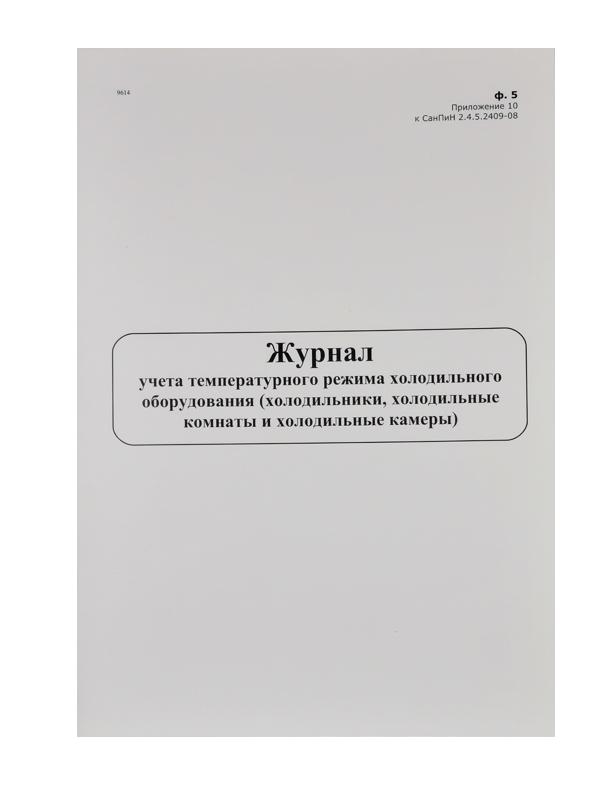 9614
ф. 5
Приложение 10
к СанПиН 2.4.5.2409-08
Журнал
учета температурного режима холодильного
оборудования (холодильники, холодильные
комнаты и холодильные камеры)